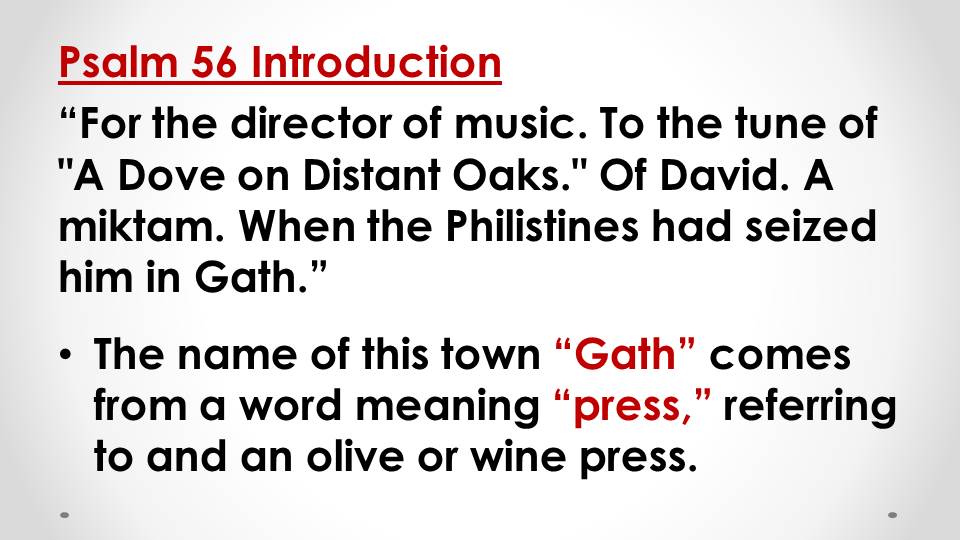 Psalm 56 Introduction
“For the director of music. To the tune of
"A Dove on Distant Oaks." Of David. A
miktam. When the Philistines had seized
him in Gath.”
• The name of this town “Gath” comes
from a word meaning “press,” referring
to and an olive or wine press.